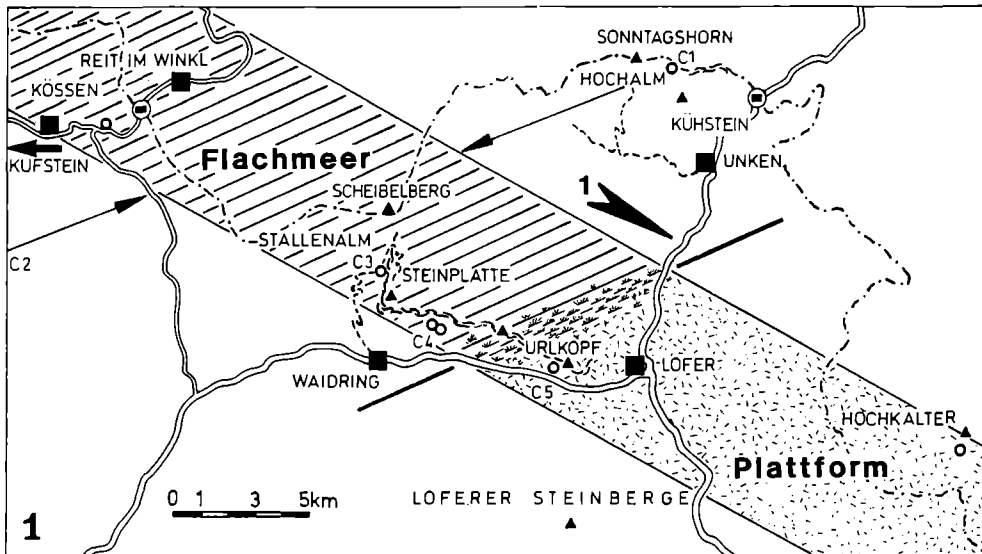 SONNTAGSHORN
C1
HOCHALM
REIT IM WINKL
KÖSSEN
KÜHSTEIN
KUFSTEIN
Flachmeer
UNKEN
1
SCHEIBELBERG
STALLENALM
C2
C3
STEINPLATTE
C4
URLKOPF
LOFER
WAIDRING
C5
HOCHKALTER
Plattform
0 1 3 5km
LOFERER STEINBERGE
1